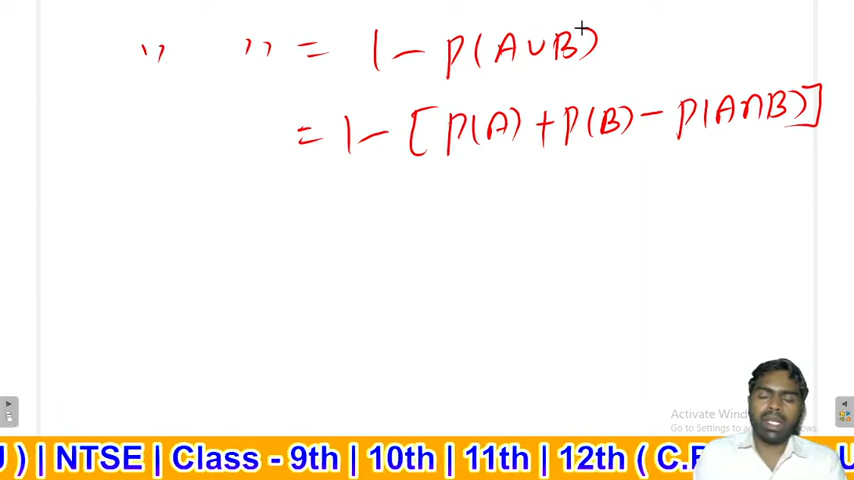 " " = 1 - P(A∪B)
= 1 - [P(A) + P(B) - P(A∩B)]
Activate Wind
Go to Settings to a
J ) | NTSE | Class - 9th | 10th | 11th | 12th ( C.